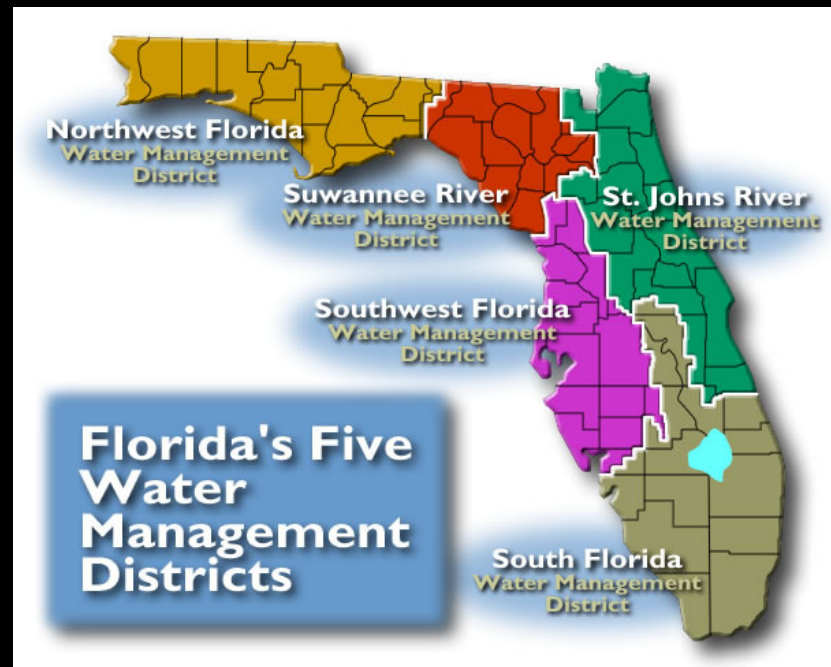 Northwest Florida
Water Management
District
Suwannee River
Water Management
District
St. Johns River
Water Management
District
Southwest Florida
Water Management
District
Florida's Five
Water
Management
Districts
South Florida
Water Management
District